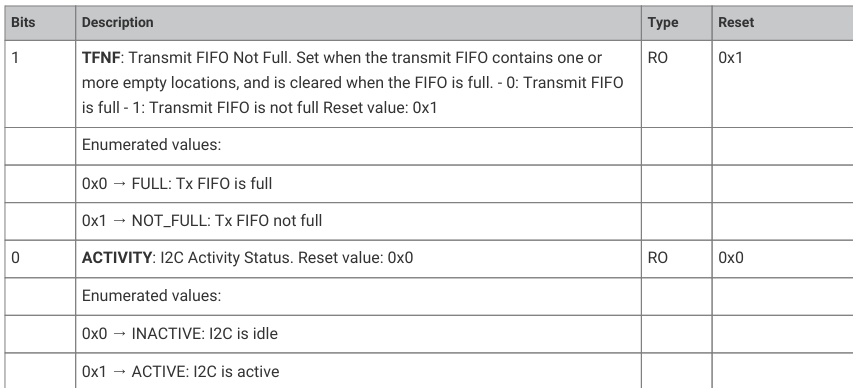 Bits Description Type Reset
1 TFNF: Transmit FIFO Not Full. Set when the transmit FIFO contains one or RO 0x1
more empty locations, and is cleared when the FIFO is full. - 0: Transmit FIFO
is full - 1: Transmit FIFO is not full Reset value: 0x1
Enumerated values:
0x0 → FULL: Tx FIFO is full
0x1 → NOT_FULL: Tx FIFO not full
0 ACTIVITY: I2C Activity Status. Reset value: 0x0 RO 0x0
Enumerated values:
0x0 → INACTIVE: I2C is idle
0x1 → ACTIVE: I2C is active